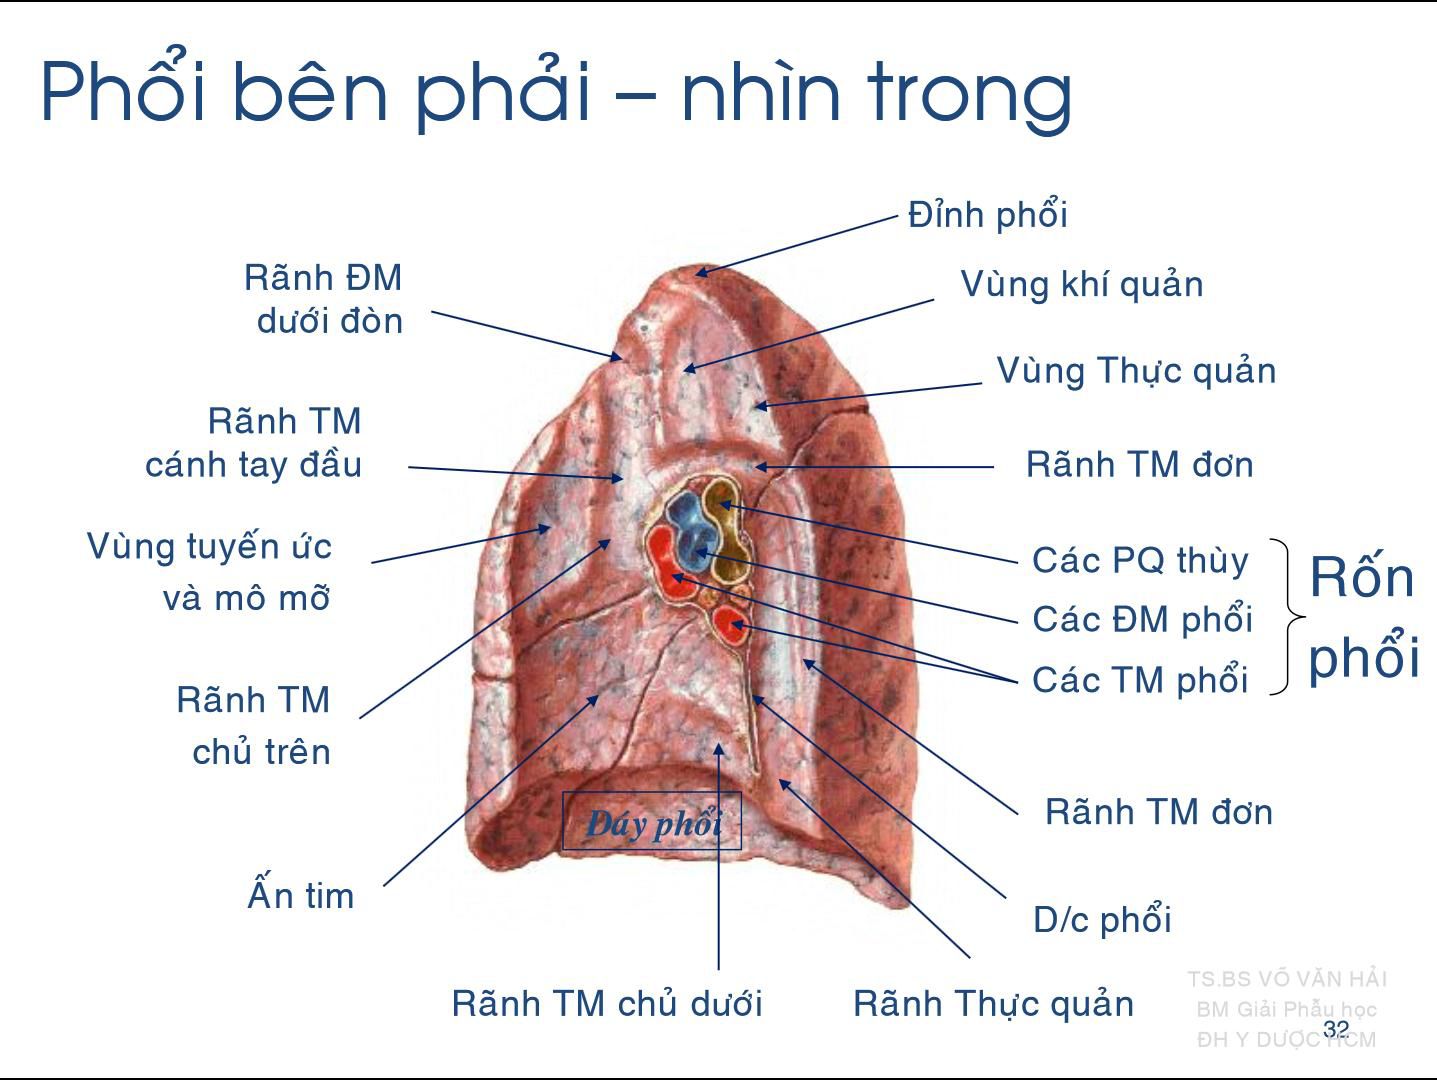 Phổi bên phải – nhìn trong
Đỉnh phổi
Rãnh ĐM
dưới đòn
Vùng khí quản
Vùng Thực quản
Rãnh TM
cánh tay đầu
Rãnh TM đơn
Vùng tuyến ức
và mô mỡ
Các PQ thùy
Các ĐM phổi
Các TM phổi
Rốn
phổi
Rãnh TM
chủ trên
Đáy phổi
Rãnh TM đơn
Ấn tim
D/c phổi
Rãnh TM chủ dưới
Rãnh Thực quản
TS.BS VÕ VĂN HẢI
BM Giải Phẫu học
ĐH Y DƯỢC HCM
32